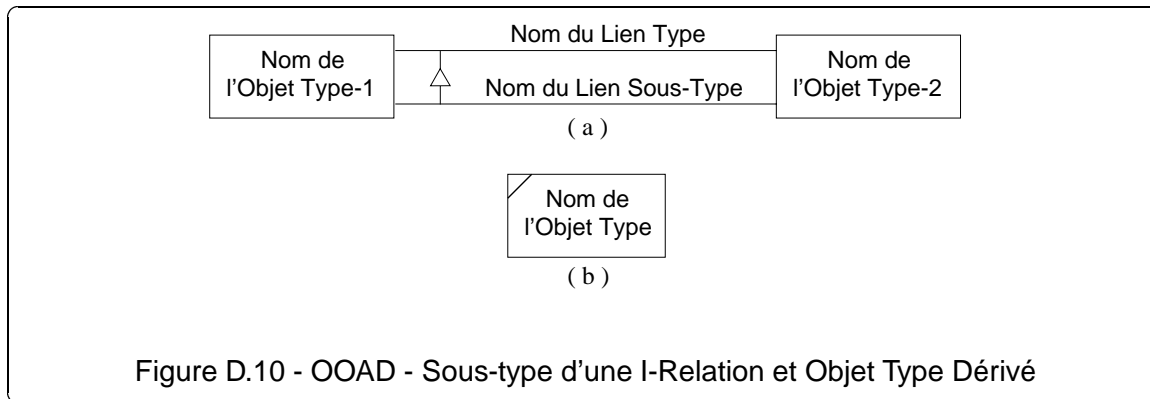 Nom du Lien Type
Nom de
l'Objet Type-1
Nom de
l'Objet Type-2
Nom du Lien Sous-Type
( a )
Nom de
l'Objet Type
( b )
Figure D.10 - OOAD - Sous-type d'une I-Relation et Objet Type Dérivé